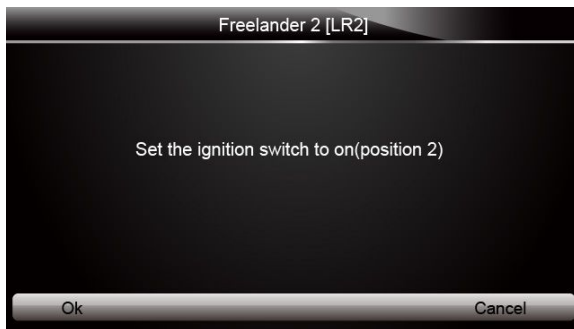 Freelander 2 [LR2]
Set the ignition switch to on(position 2)
Ok Cancel